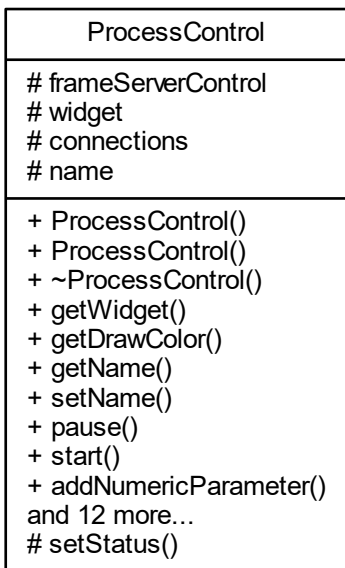 ProcessControl
# frameServerControl
# widget
# connections
# name
+ ProcessControl()
+ ProcessControl()
+ ~ProcessControl()
+ getWidget()
+ getDrawColor()
+ getName()
+ setName()
+ pause()
+ start()
+ addNumericParameter()
and 12 more...
# setStatus()